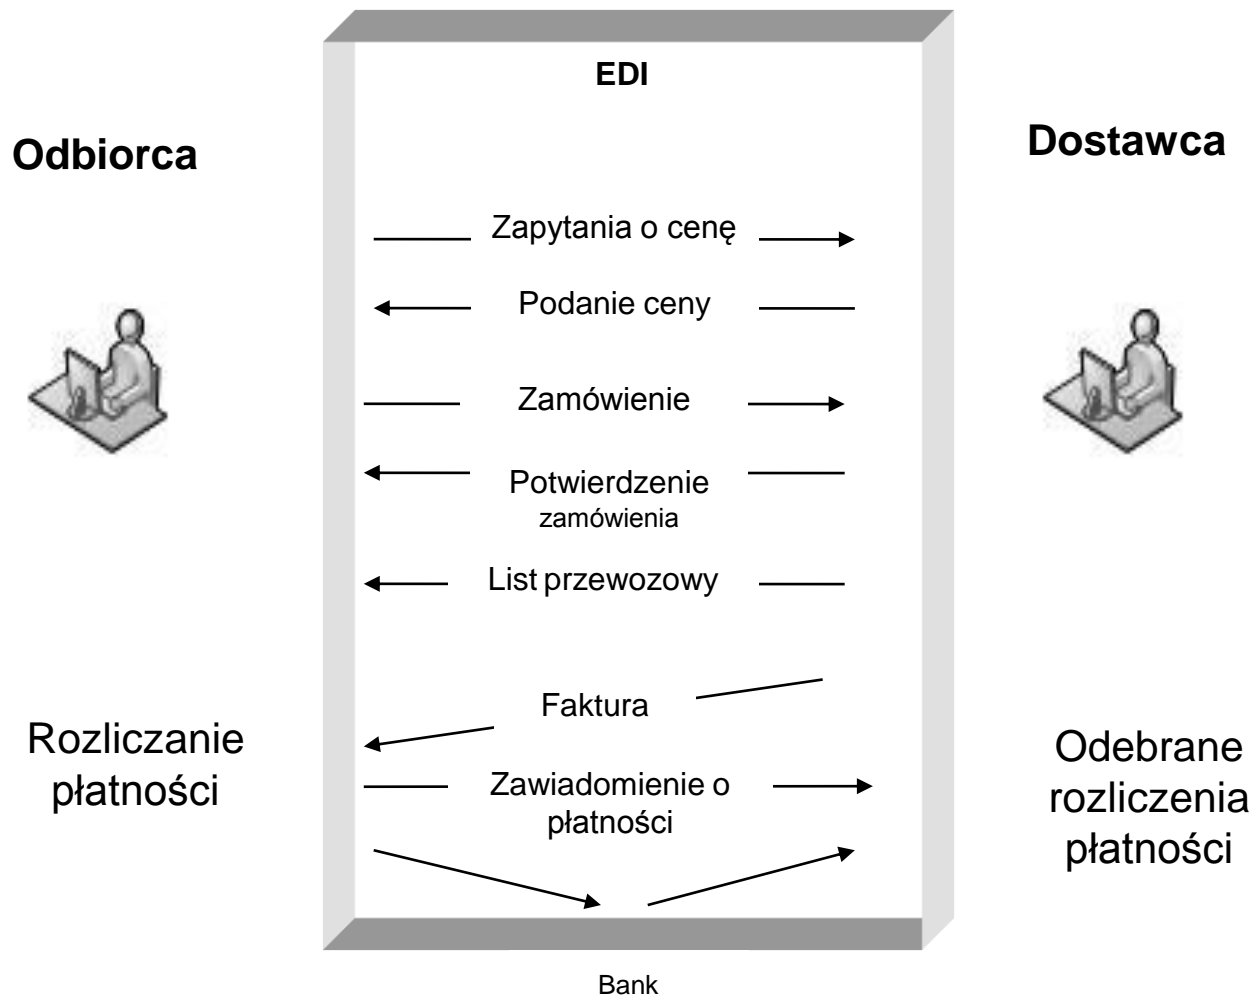 EDI
Odbiorca
Dostawca
Zapytania o cenę
Podanie ceny
Zamówienie
Potwierdzenie
zamówienia
List przewozowy
Faktura
Rozliczanie
płatności
Zawiadomienie o
płatności
Odebrane
rozliczenia
płatności
Bank